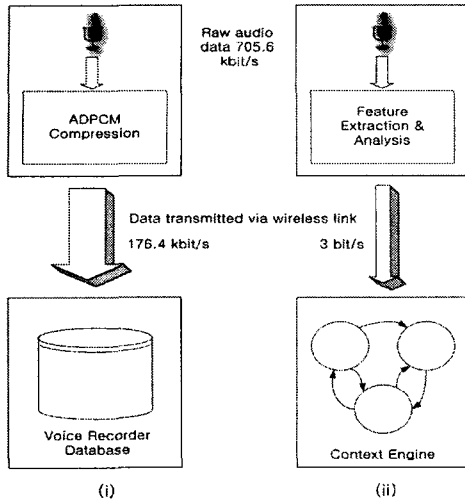 Raw audio
data 705.6
kbit/s
ADPCM
Compression
Feature
Extraction &
Analysis
Data transmitted via wireless link
176.4 kbit/s
3 bit/s
Voice Recorder
Database
Context Engine
(i)
(ii)